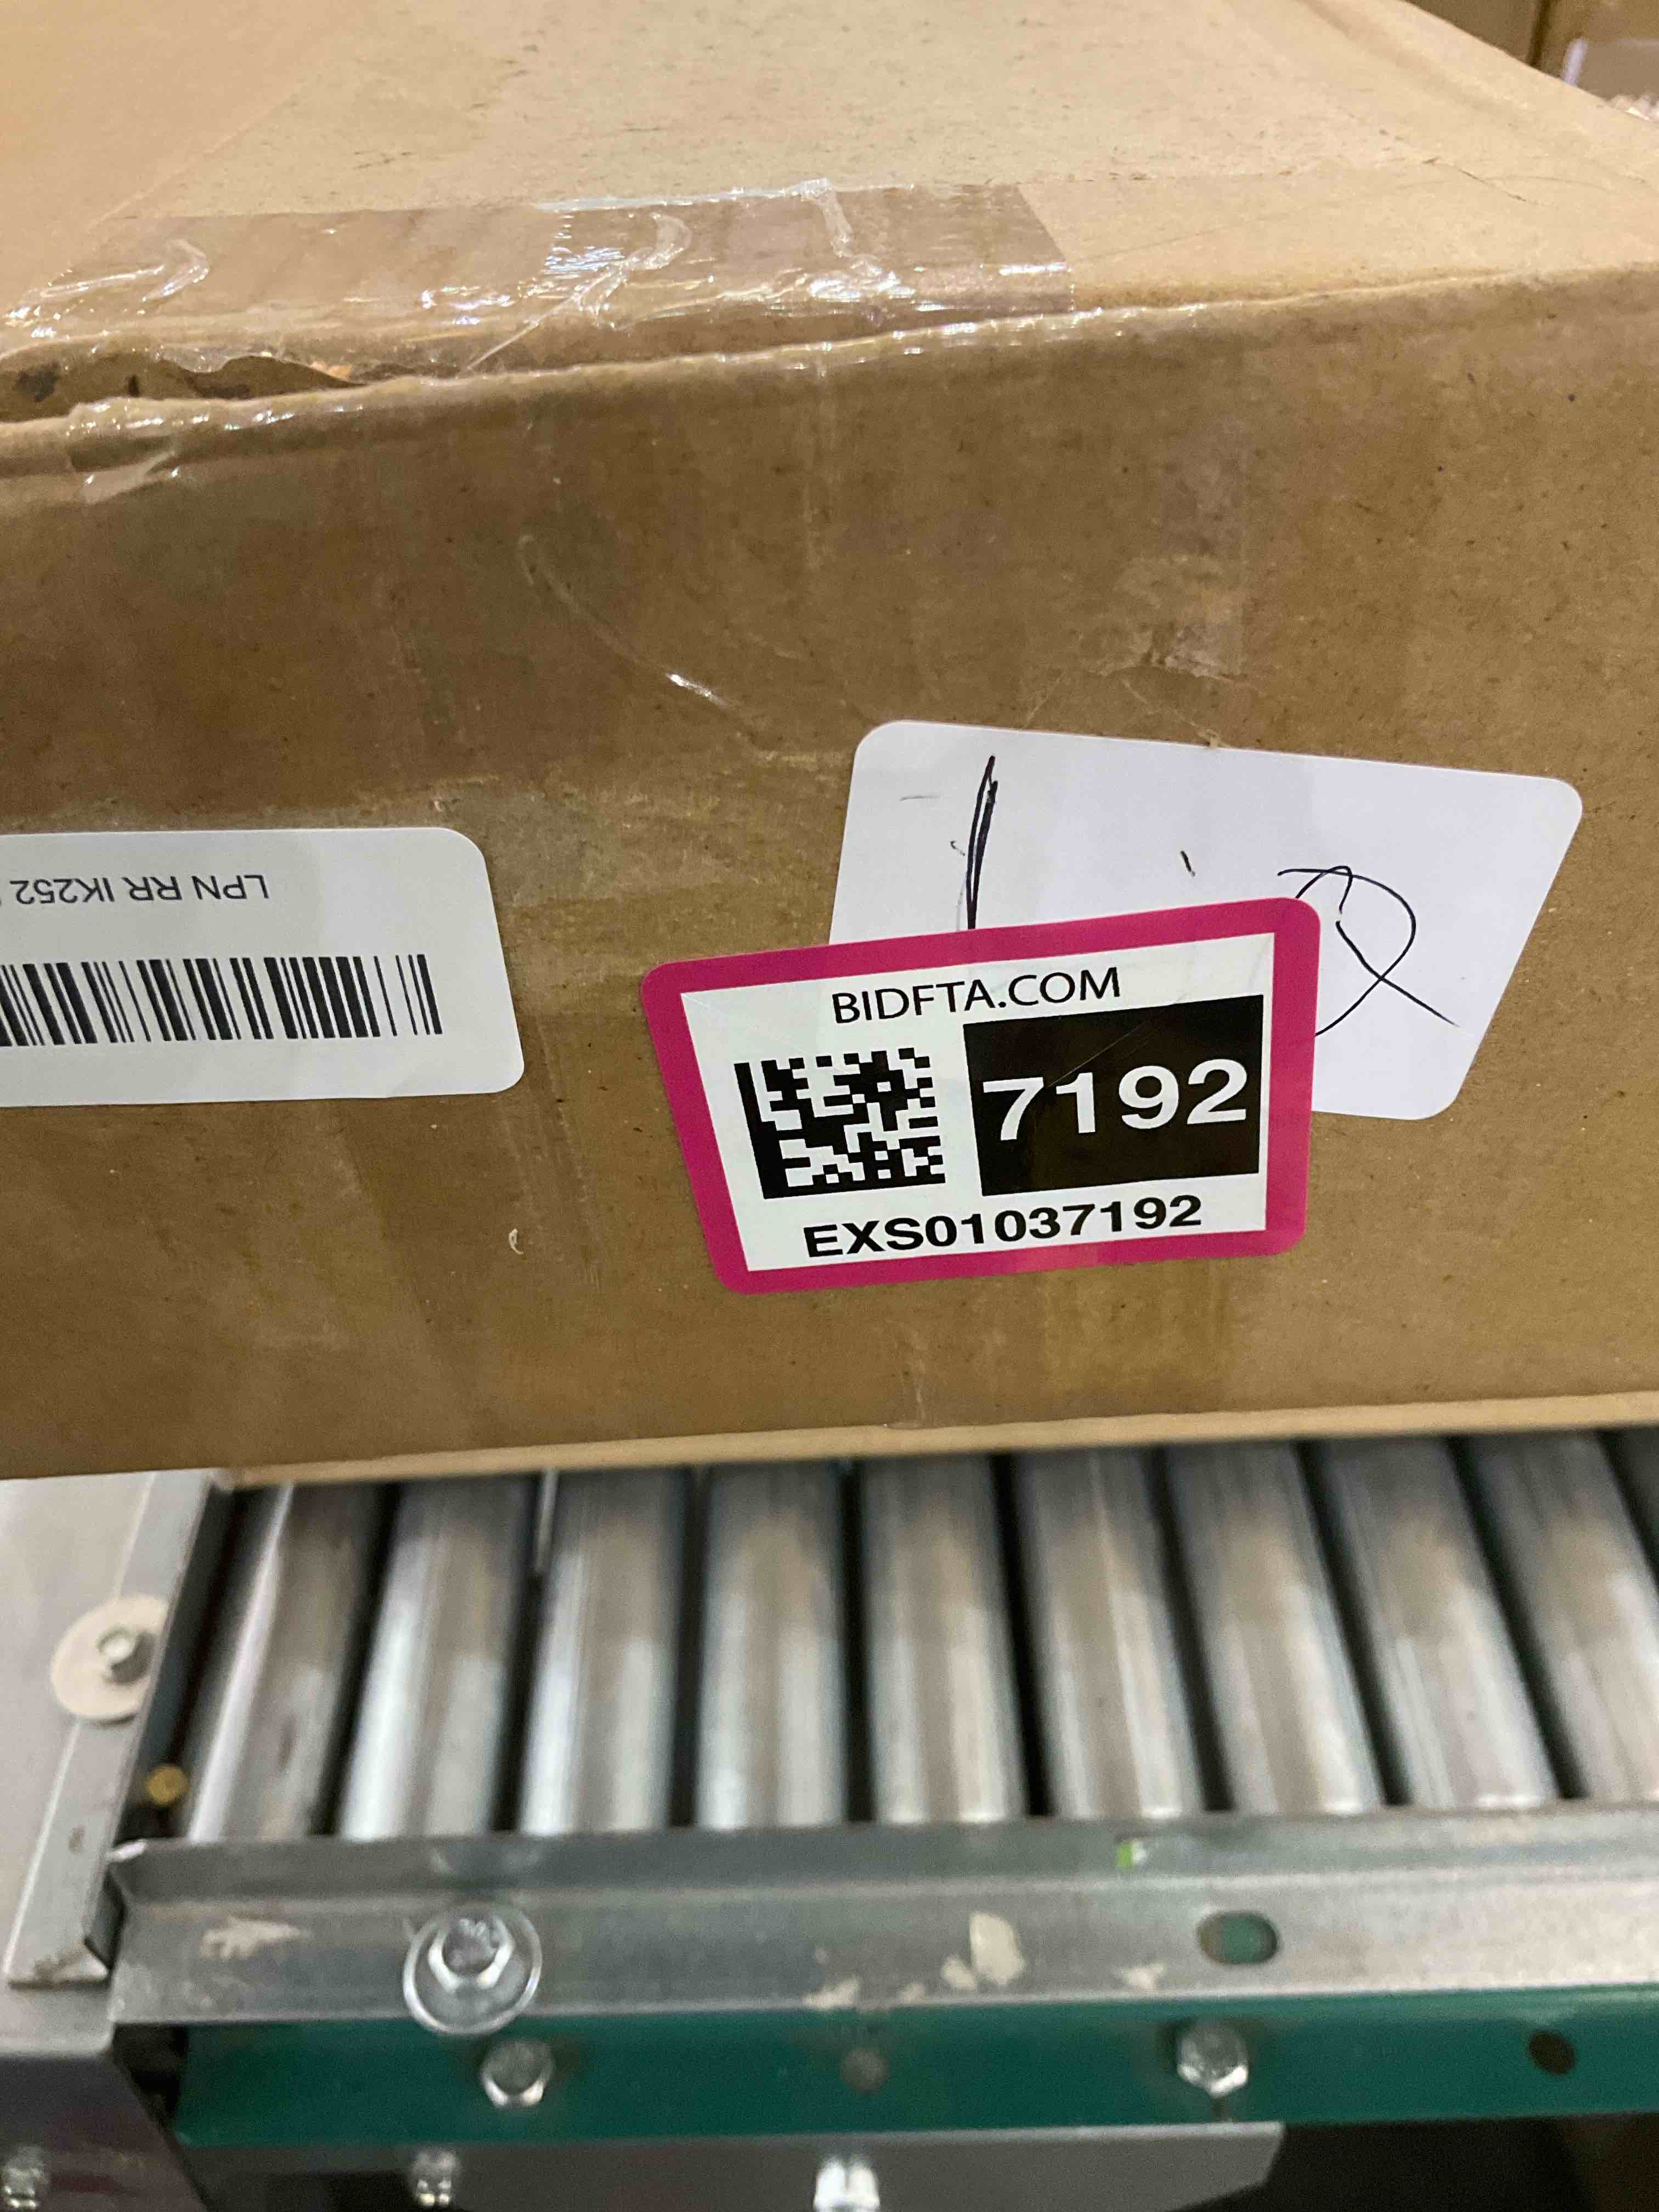 LPN RR IK252
BIDFTA.COM
7192
EXS01037192